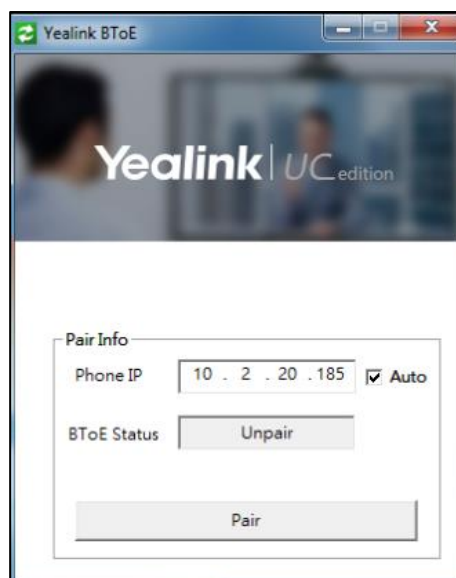 Yealink BToE
Yealink | UC edition
Pair Info
Phone IP 10 . 2 . 20 . 185 Auto
BToE Status Unpair
Pair